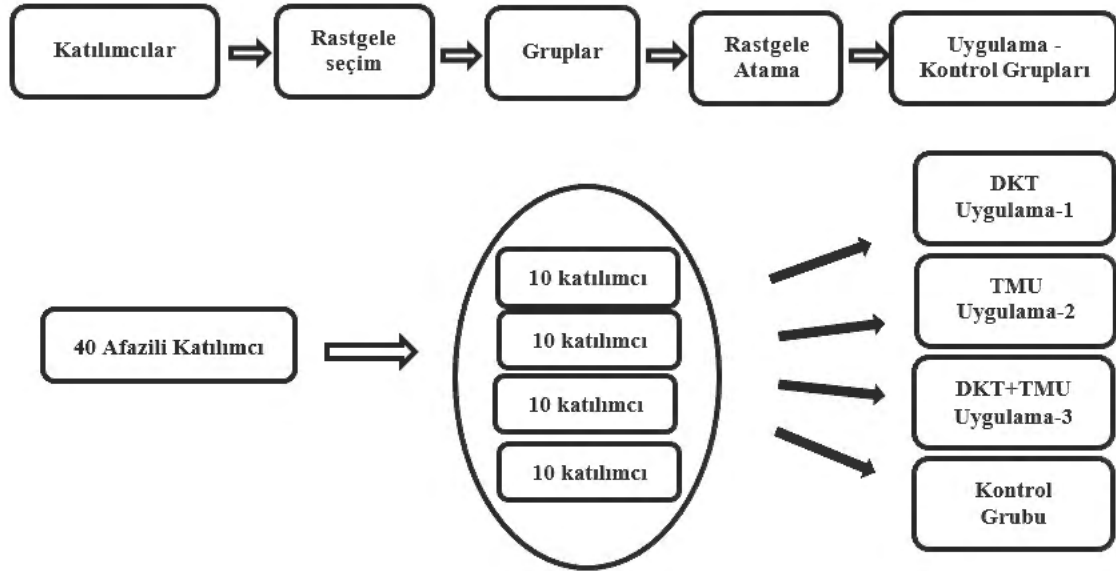 Katılımcılar
Rastgele
seçim
Gruplar
Rastgele
Atama
Uygulama -
Kontrol Grupları
40 Afazili Katılımcı
10 katılımcı
10 katılımcı
10 katılımcı
10 katılımcı
DKT
Uygulama-1
TMU
Uygulama-2
DKT+TMU
Uygulama-3
Kontrol
Grubu